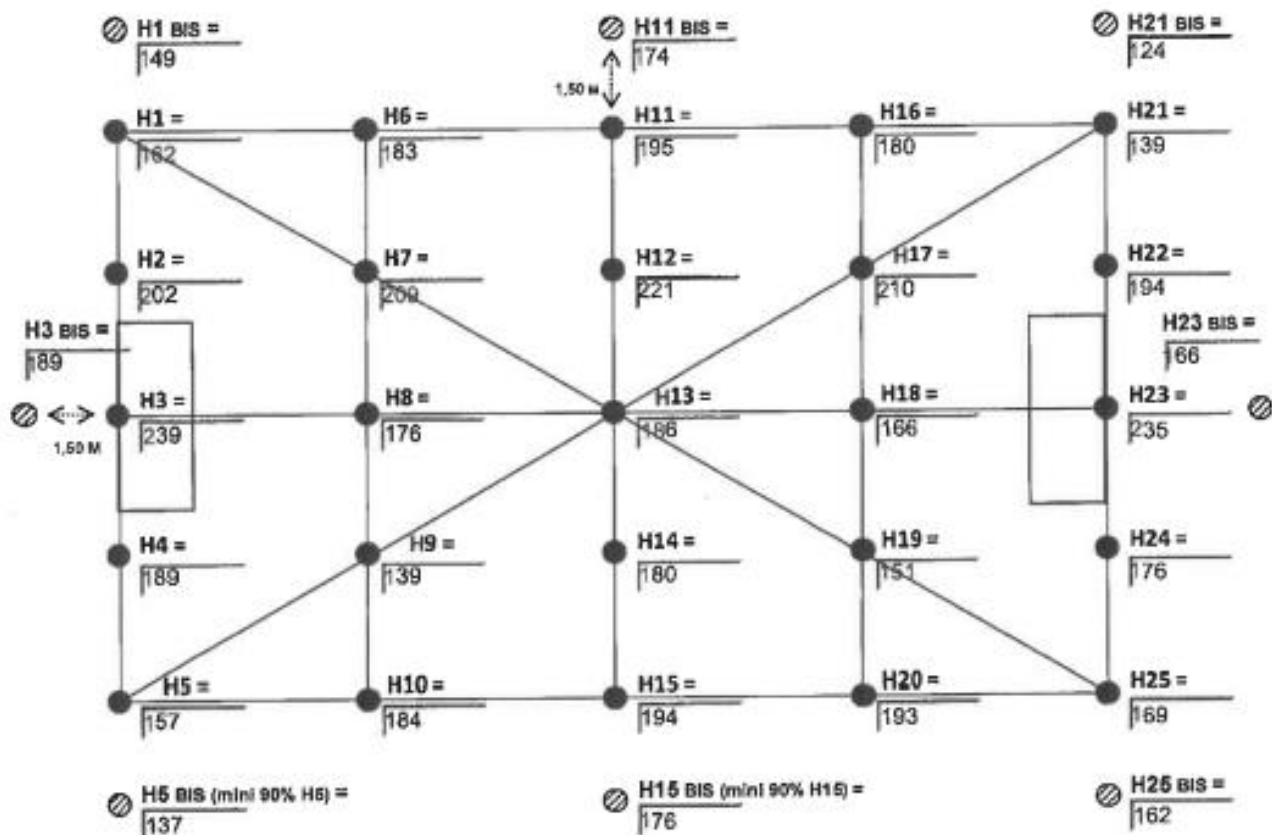 H1 BIS =
149
H11 BIS =
174
H21 BIS =
124
1,50 M
H1 =
162
H6 =
183
H11 =
195
H16 =
180
H21 =
139
H2 =
202
H7 =
209
H12 =
221
H17 =
210
H22 =
194
H3 BIS =
189
H23 BIS =
166
H3 =
239
H8 =
176
H13 =
186
H18 =
166
H23 =
235
1,50 M
H4 =
189
H9 =
139
H14 =
180
H19 =
151
H24 =
176
H5 =
157
H10 =
184
H15 =
194
H20 =
193
H25 =
169
H5 BIS (mini 90% H5) =
137
H15 BIS (mini 90% H15) =
176
H25 BIS =
162